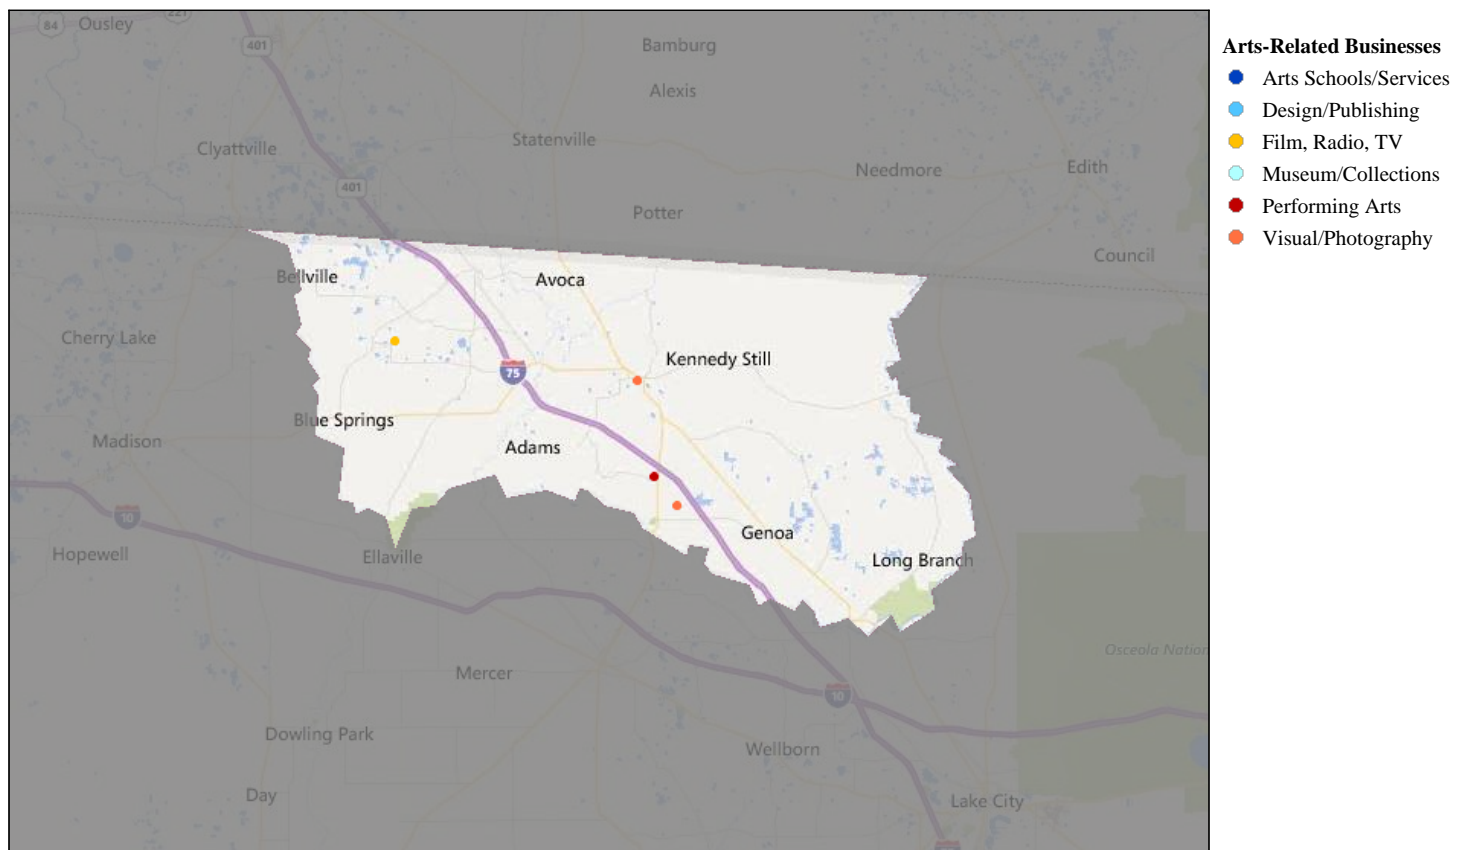 84
Ousley
221
401
Bamburg
Alexis
Clyattville
Statenville
Needmore
Edith
401
Potter
Council
Bellville
Avoca
Cherry Lake
Kennedy Still
75
Blue Springs
Madison
Adams
10
Genoa
Hopewell
Ellaville
Long Branch
Osceola Nation
Mercer
10
Dowling Park
Wellborn
Day
Lake City
Arts-Related Businesses
Arts Schools/Services
Design/Publishing
Film, Radio, TV
Museum/Collections
Performing Arts
Visual/Photography